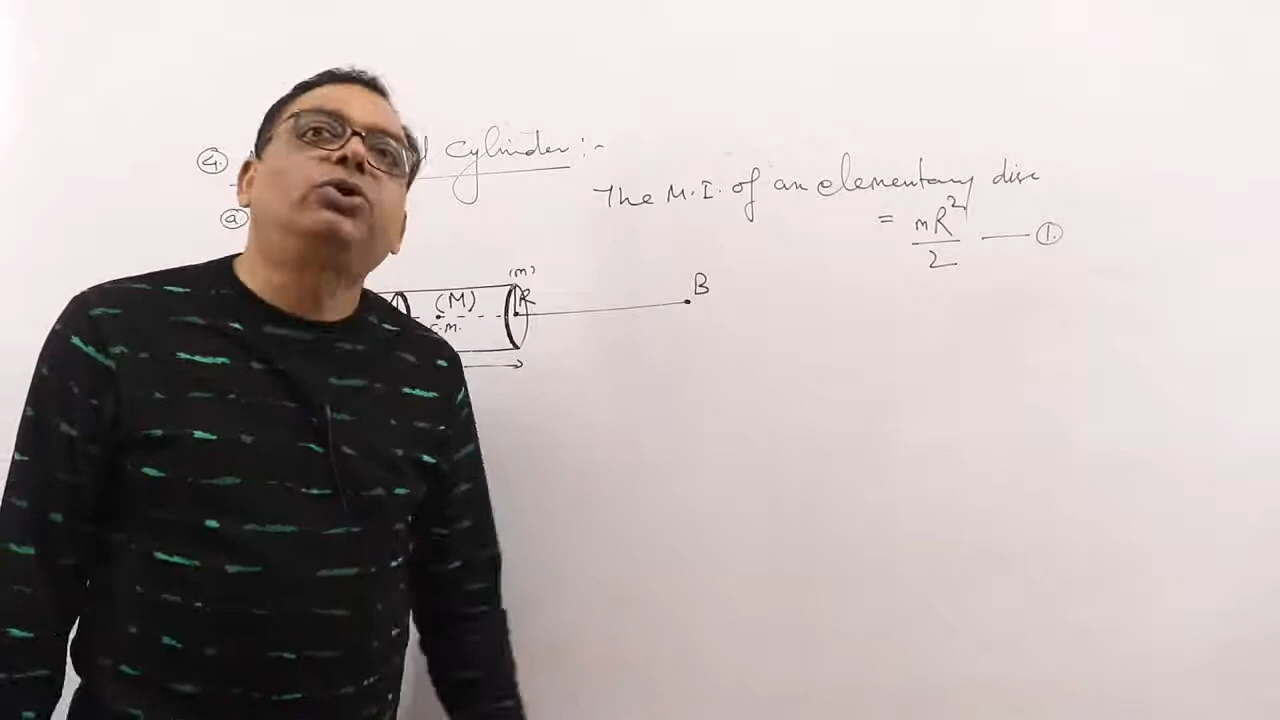 ④. cylinder :-
ⓐ
The M.I. of an elementary disc
= mR²/2 —— ①.
(m)
(M) R
B
C.M.